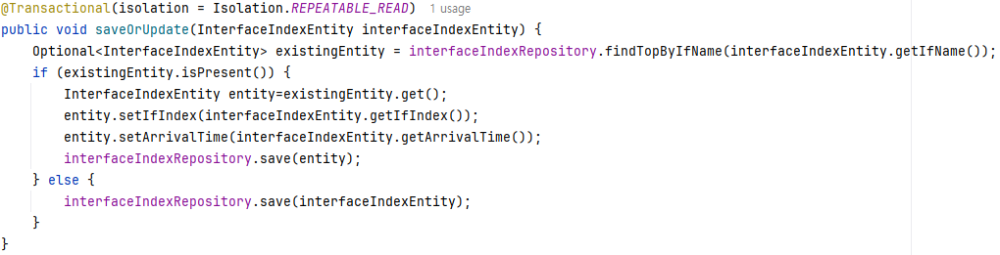 @Transactional(isolation = Isolation.REPEATABLE_READ) 1 usage
public void saveOrUpdate(InterfaceIndexEntity interfaceIndexEntity) {
    Optional<InterfaceIndexEntity> existingEntity = interfaceIndexRepository.findTopByIfName(interfaceIndexEntity.getIfName());
    if (existingEntity.isPresent()) {
        InterfaceIndexEntity entity=existingEntity.get();
        entity.setIfIndex(interfaceIndexEntity.getIfIndex());
        entity.setArrivalTime(interfaceIndexEntity.getArrivalTime());
        interfaceIndexRepository.save(entity);
    } else {
        interfaceIndexRepository.save(interfaceIndexEntity);
    }
}